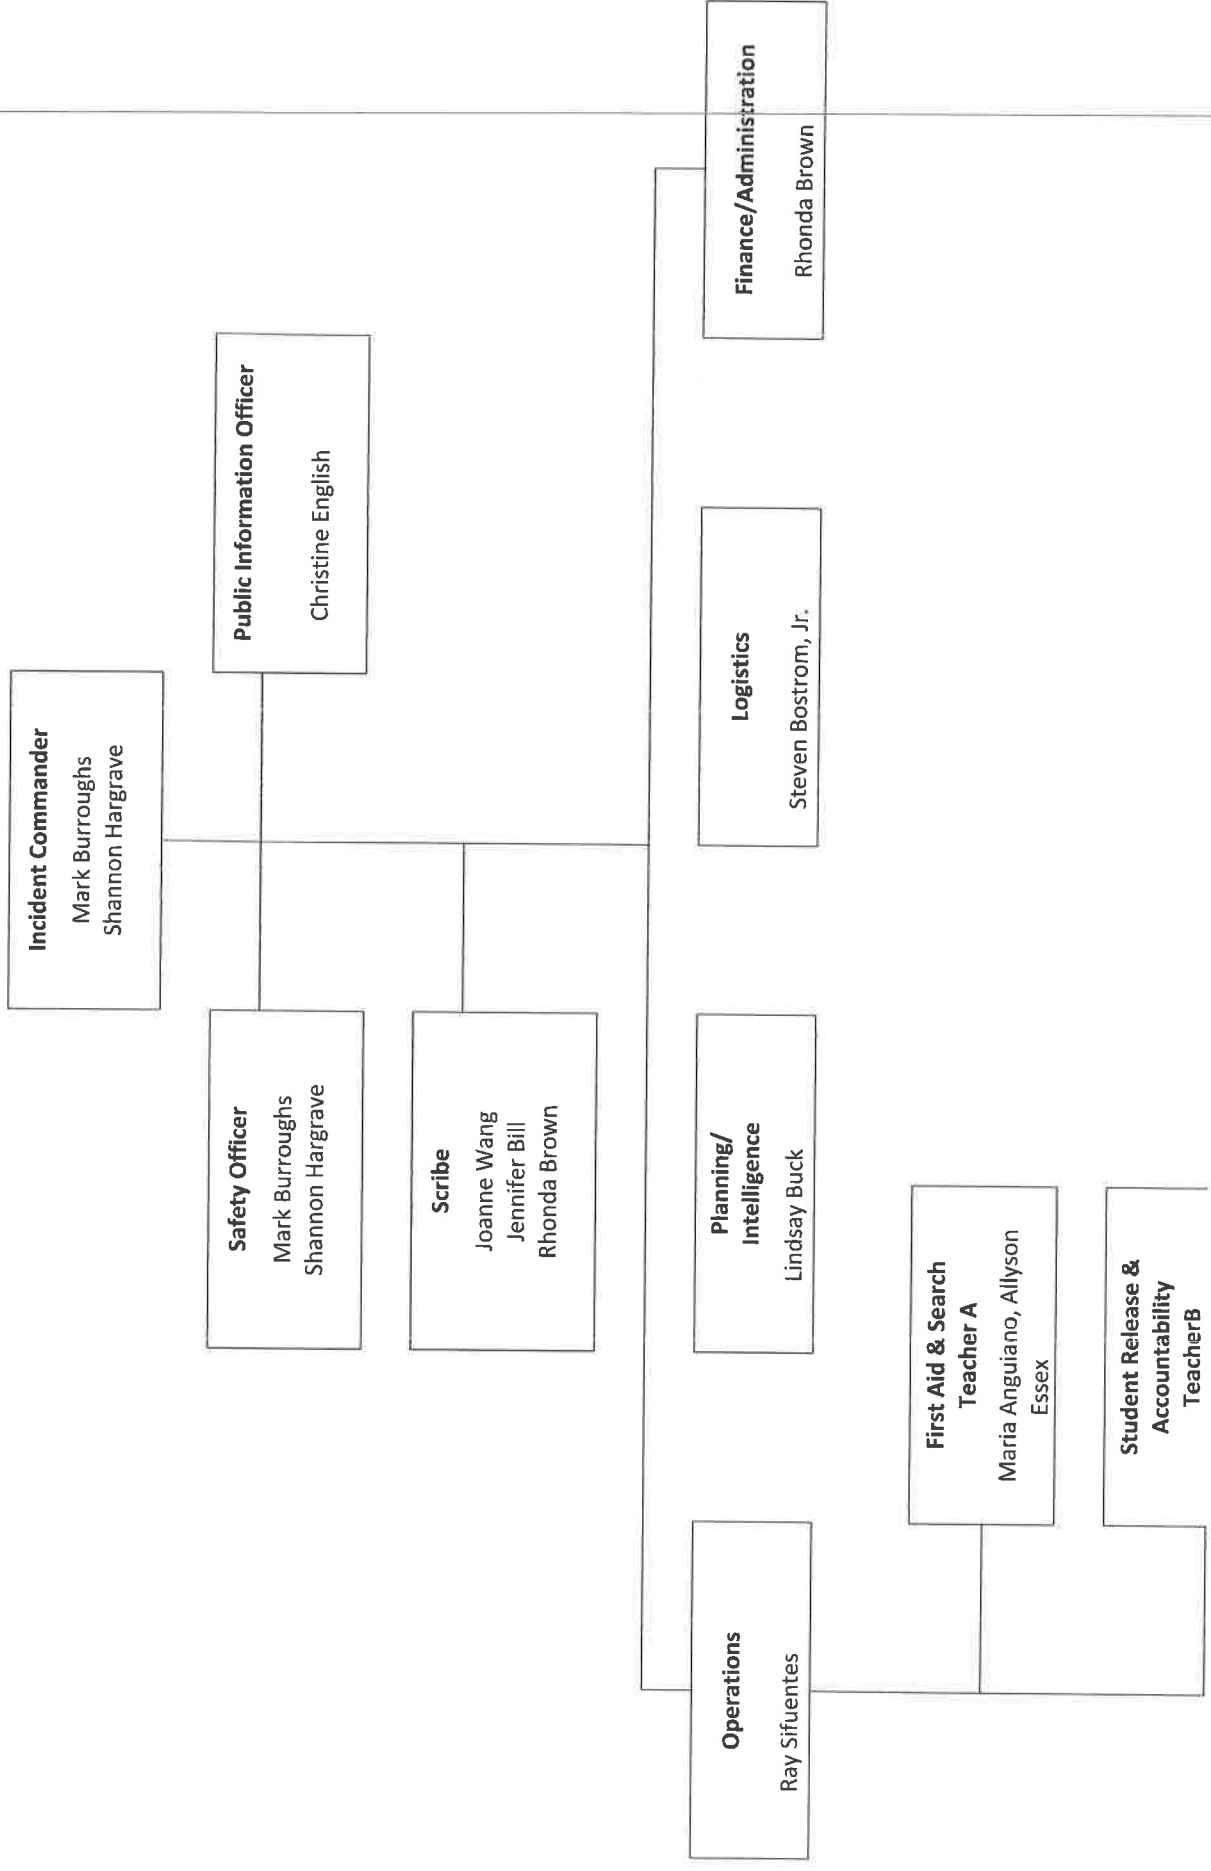 Incident Commander
Mark Burroughs
Shannon Hargrave
Safety Officer
Mark Burroughs
Shannon Hargrave
Public Information Officer
Christine English
Scribe
Joanne Wang
Jennifer Bill
Rhonda Brown
Operations
Ray Sifuentes
Planning/
Intelligence
Lindsay Buck
Logistics
Steven Bostrom, Jr.
Finance/Administration
Rhonda Brown
First Aid & Search
Teacher A
Maria Anguiano, Allyson
Essex
Student Release &
Accountability
TeacherB